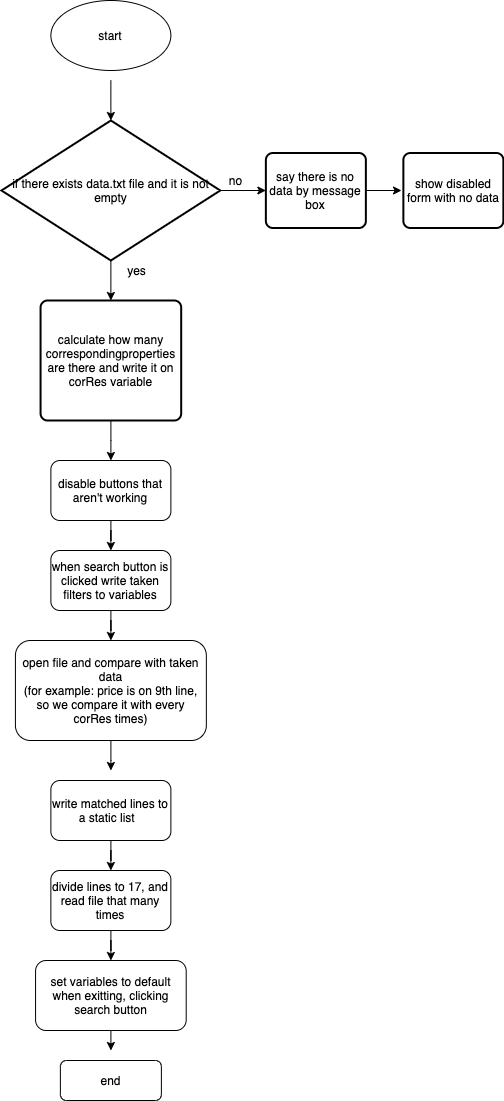 start
if there exists data.txt file and it is not
empty
no
say there is no
data by message
box
show disabled
form with no data
yes
calculate how many
correspondingproperties
are there and write it on
corRes variable
disable buttons that
aren't working
when search button is
clicked write taken
filters to variables
open file and compare with taken
data
(for example: price is on 9th line,
so we compare it with every
corRes times)
write matched lines to
a static list
divide lines to 17, and
read file that many
times
set variables to default
when exitting, clicking
search button
end